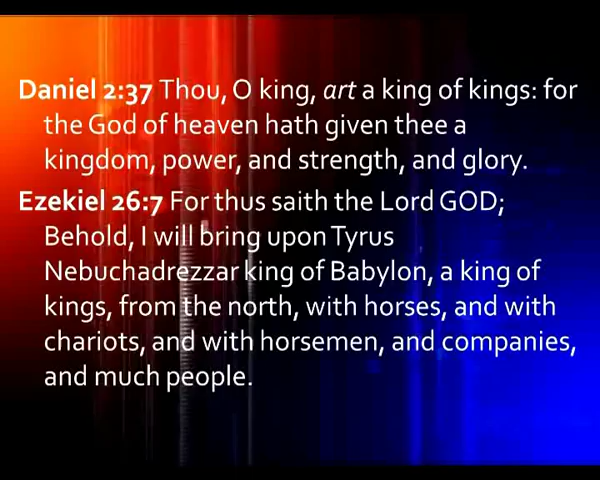 Daniel 2:37 Thou, O king, art a king of kings: for
the God of heaven hath given thee a
kingdom, power, and strength, and glory.
Ezekiel 26:7 For thus saith the Lord GOD;
Behold, I will bring upon Tyrus
Nebuchadrezzar king of Babylon, a king of
kings, from the north, with horses, and with
chariots, and with horsemen, and companies,
and much people.